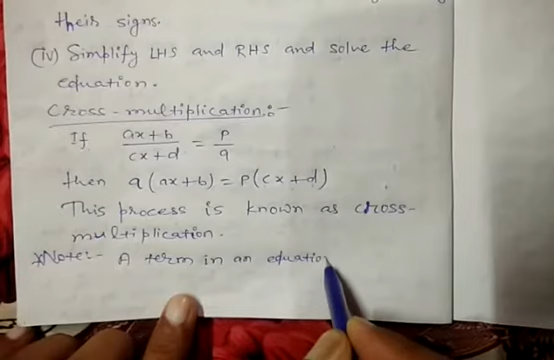 their signs.
(iv) Simplify LHS and RHS and solve the
equation.
Cross-multiplication:-
If (ax+b)/(cx+d) = p/q
then q(ax+b) = p(cx+d)
This process is known as cross-
multiplication.
*Note:- A term in an equation